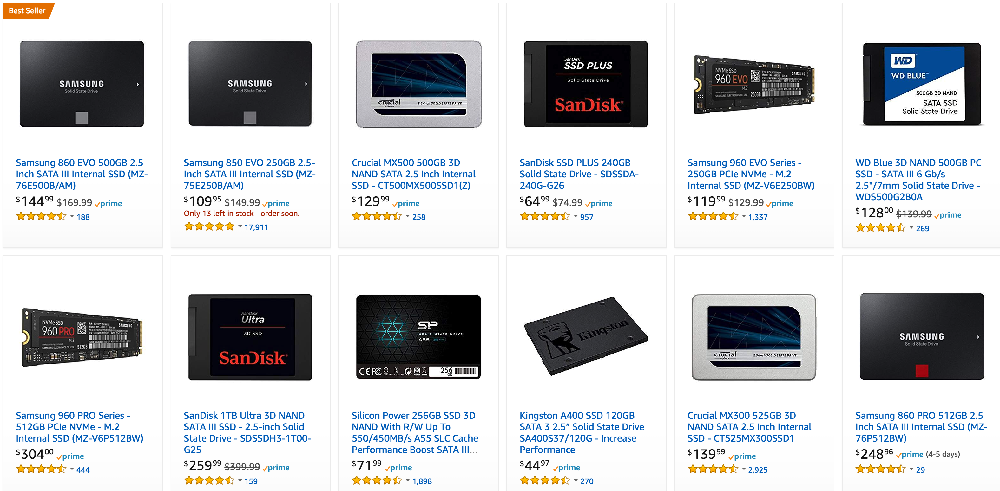 Best Seller
SAMSUNG
Solid State Drive
Samsung 860 EVO 500GB 2.5
Inch SATA III Internal SSD (MZ-
76E500B/AM)
$144.99 $169.99 prime
188
SAMSUNG
Solid State Drive
Samsung 850 EVO 250GB 2.5-
Inch SATA III Internal SSD (MZ-
75E250B/AM)
$109.95 $149.99 prime
Only 13 left in stock - order soon.
17,911
crucial
2.5-inch SOLID STATE DRIVE
Crucial MX500 500GB 3D
NAND SATA 2.5 Inch Internal
SSD - CT500MX500SSD1(Z)
$129.99 prime
258
SanDisk
SSD PLUS
Solid State Drive
SanDisk
SanDisk SSD PLUS 240GB
Solid State Drive - SDSSDA-
240G-G26
$64.99 $74.99 prime
957
NVMe SSD
960 EVO
M.2
SAMSUNG
SAMSUNG ELECTRONICS CO., LTD.
250GB
Samsung 960 EVO Series -
250GB PCIe NVMe - M.2
Internal SSD (MZ-V6E250BW)
$119.99 $129.99 prime
1,337
WD
WD BLUE™
500GB 3D NAND
SATA SSD
Solid State Drive
WD Blue 3D NAND 500GB PC
SSD - SATA III 6 Gb/s
2.5"/7mm Solid State Drive -
WDS500G2B0A
$128.00 $139.99 prime
269
NVMe SSD
960 PRO
M.2
SAMSUNG
www.samsung.com/ssd
SAMSUNG ELECTRONICS CO., LTD.
512GB
Samsung 960 PRO Series -
512GB PCIe NVMe - M.2
Internal SSD (MZ-V6P512BW)
$304.00 prime
444
SanDisk
Ultra
3D SSD
SanDisk
SanDisk 1TB Ultra 3D NAND
SATA III SSD - 2.5-inch Solid
State Drive - SDSSDH3-1T00-
G25
$259.99 $399.99 prime
159
SP
SOLID STATE DRIVE
A55
256
GB
Silicon Power 256GB SSD 3D
NAND With R/W Up To
550/450MB/s A55 SLC Cache
Performance Boost SATA III...
$71.99 prime
1,898
Kingston
Kingston A400 SSD 120GB
SATA 3 2.5” Solid State Drive
SA400S37/120G - Increase
Performance
$44.97 prime
270
crucial
2.5-inch SOLID STATE DRIVE
Crucial MX300 525GB 3D
NAND SATA 2.5 Inch Internal
SSD - CT525MX300SSD1
$139.99 prime
2,925
SAMSUNG
Solid State Drive
Samsung 860 PRO 512GB 2.5
Inch SATA III Internal SSD (MZ-
76P512BW)
$248.96 prime (4-5 days)
29